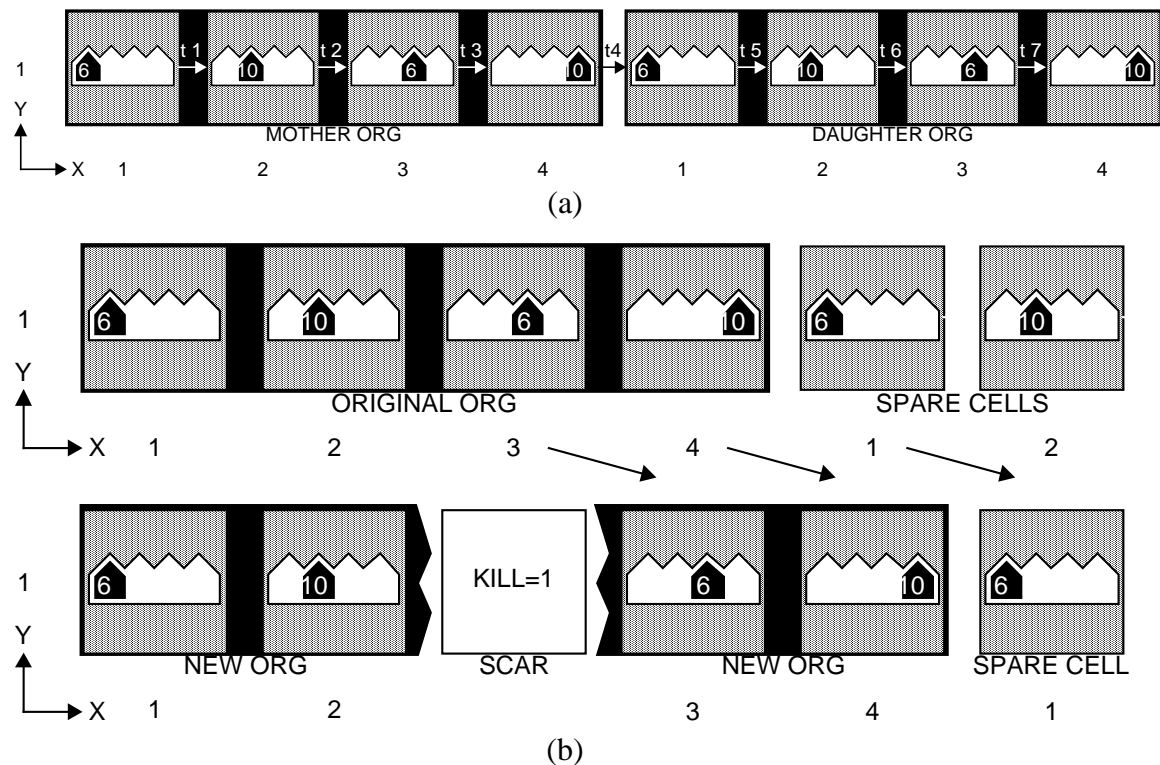 t 1 t 2 t 3 t4 t 5 t 6 t 7
1 6 10 6 10 6 10 6 10
Y
MOTHER ORG DAUGHTER ORG
X 1 2 3 4 1 2 3 4
(a)
1 6 10 6 10 6 10
Y
ORIGINAL ORG SPARE CELLS
X 1 2 3 4 1 2
1 6 10 KILL=1 6 10 6
Y
NEW ORG SCAR NEW ORG SPARE CELL
X 1 2 3 4 1
(b)